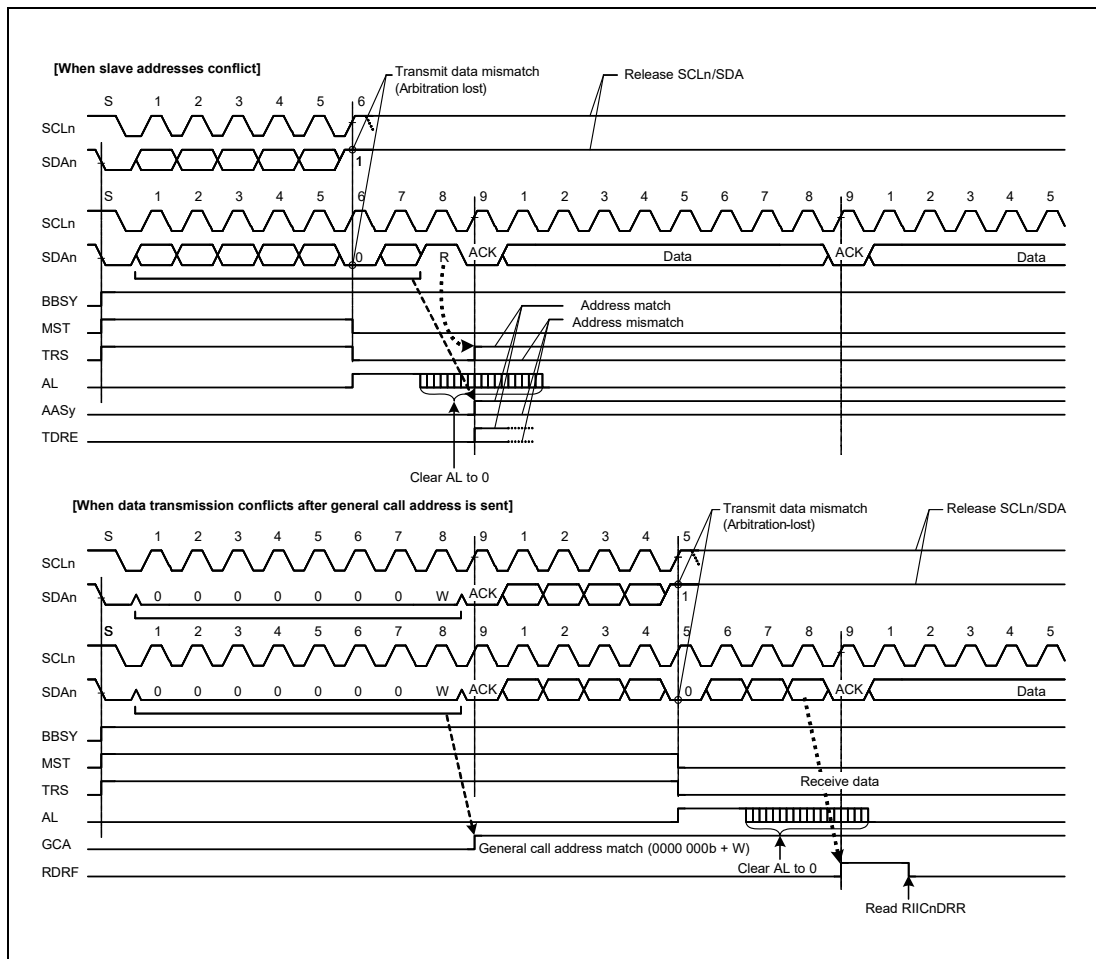 [When slave addresses conflict]
Transmit data mismatch
(Arbitration lost)
Release SCLn/SDA
S 1 2 3 4 5 6
SCLn
SDAn
1
S 1 2 3 4 5 6 7 8 9 1 2 3 4 5 6 7 8 9 1 2 3 4 5
SCLn
SDAn
0 R ACK Data ACK Data
BBSY
Address match
MST
Address mismatch
TRS
AL
AASy
TDRE
Clear AL to 0
[When data transmission conflicts after general call address is sent]
Transmit data mismatch
(Arbitration-lost)
Release SCLn/SDA
S 1 2 3 4 5 6 7 8 9 1 2 3 4 5
SCLn
SDAn
0 0 0 0 0 0 0 W ACK 1
S 1 2 3 4 5 6 7 8 9 1 2 3 4 5 6 7 8 9 1 2 3 4 5
SCLn
SDAn
0 0 0 0 0 0 0 W ACK 0 ACK Data
BBSY
MST
Receive data
TRS
AL
GCA
General call address match (0000 000b + W)
Clear AL to 0
RDRF
Read RIICnDRR